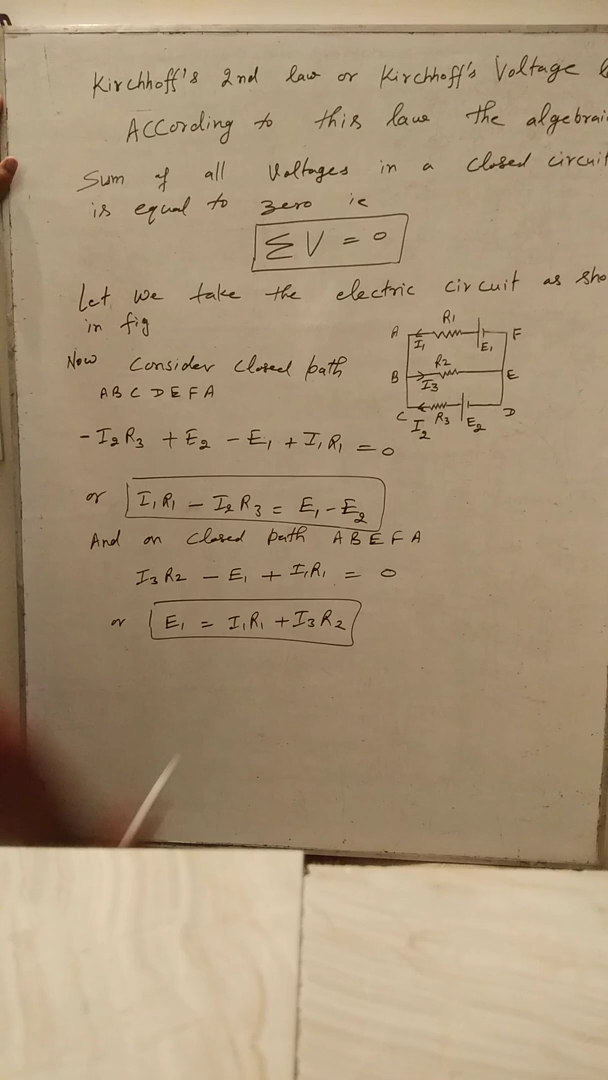 Kirchhoff's 2nd law or Kirchhoff's Voltage
ACCording to this law the algebrai
Sum of all Voltages in a closed circuit
is equal to zero ie
ΣV = 0
Let we take the electric circuit as sho
in fig
Now Consider Closed path
A B C D E F A
A I₁ R₁ E₁ F
B I₃ R2 E
C I₂ R₃ E₂ D
-I₂R₃ + E₂ - E₁ + I₁R₁ = 0
or I₁R₁ - I₂R₃ = E₁ - E₂
And on Closed path A B E F A
I₃R₂ - E₁ + I₁R₁ = 0
or E₁ = I₁R₁ + I₃R₂